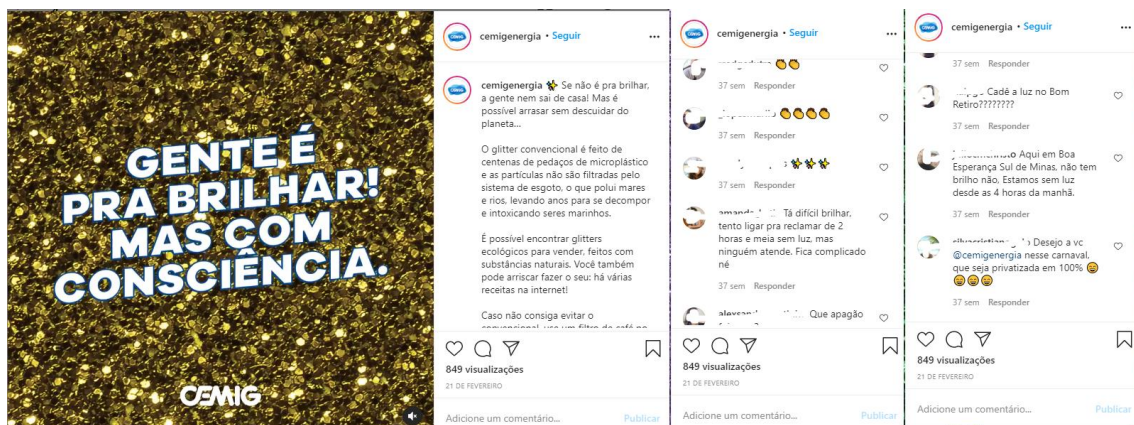 GENTE É
PRA BRILHAR!
MAS COM
CONSCIÊNCIA.
CEMIG
cemigenergia • Seguir
cemigenergia Se não é pra brilhar,
a gente nem sai de casa! Mas é
possível arrasar sem descuidar do
planeta...
O glitter convencional é feito de
centenas de pedaços de microplástico
e as partículas não são filtradas pelo
sistema de esgoto, o que polui mares
e rios, levando anos para se decompor
e intoxicando seres marinhos.
É possível encontrar glitters
ecológicos para vender, feitos com
substâncias naturais. Você também
pode arriscar fazer o seu: há várias
receitas na internet!
Caso não consiga evitar o
convencional, use um filtro de café no
849 visualizações
21 DE FEVEREIRO
Adicione um comentário... Publicar
cemigenergia • Seguir
37 sem Responder
37 sem Responder
37 sem Responder
Tá difícil brilhar,
tento ligar pra reclamar de 2
horas e meia sem luz, mas
ninguém atende. Fica complicado
né
37 sem Responder
Que apagão
849 visualizações
21 DE FEVEREIRO
Adicione um comentário... Publicar
cemigenergia • Seguir
37 sem Responder
Cadê a luz no Bom
Retiro????????
37 sem Responder
Aqui em Boa
Esperança Sul de Minas, não tem
brilho não, Estamos sem luz
desde as 4 horas da manhã.
37 sem Responder
Desejo a vc
@cemigenergia nesse carnaval,
que seja privatizada em 100%
37 sem Responder
849 visualizações
21 DE FEVEREIRO
Adicione um comentário... Publicar